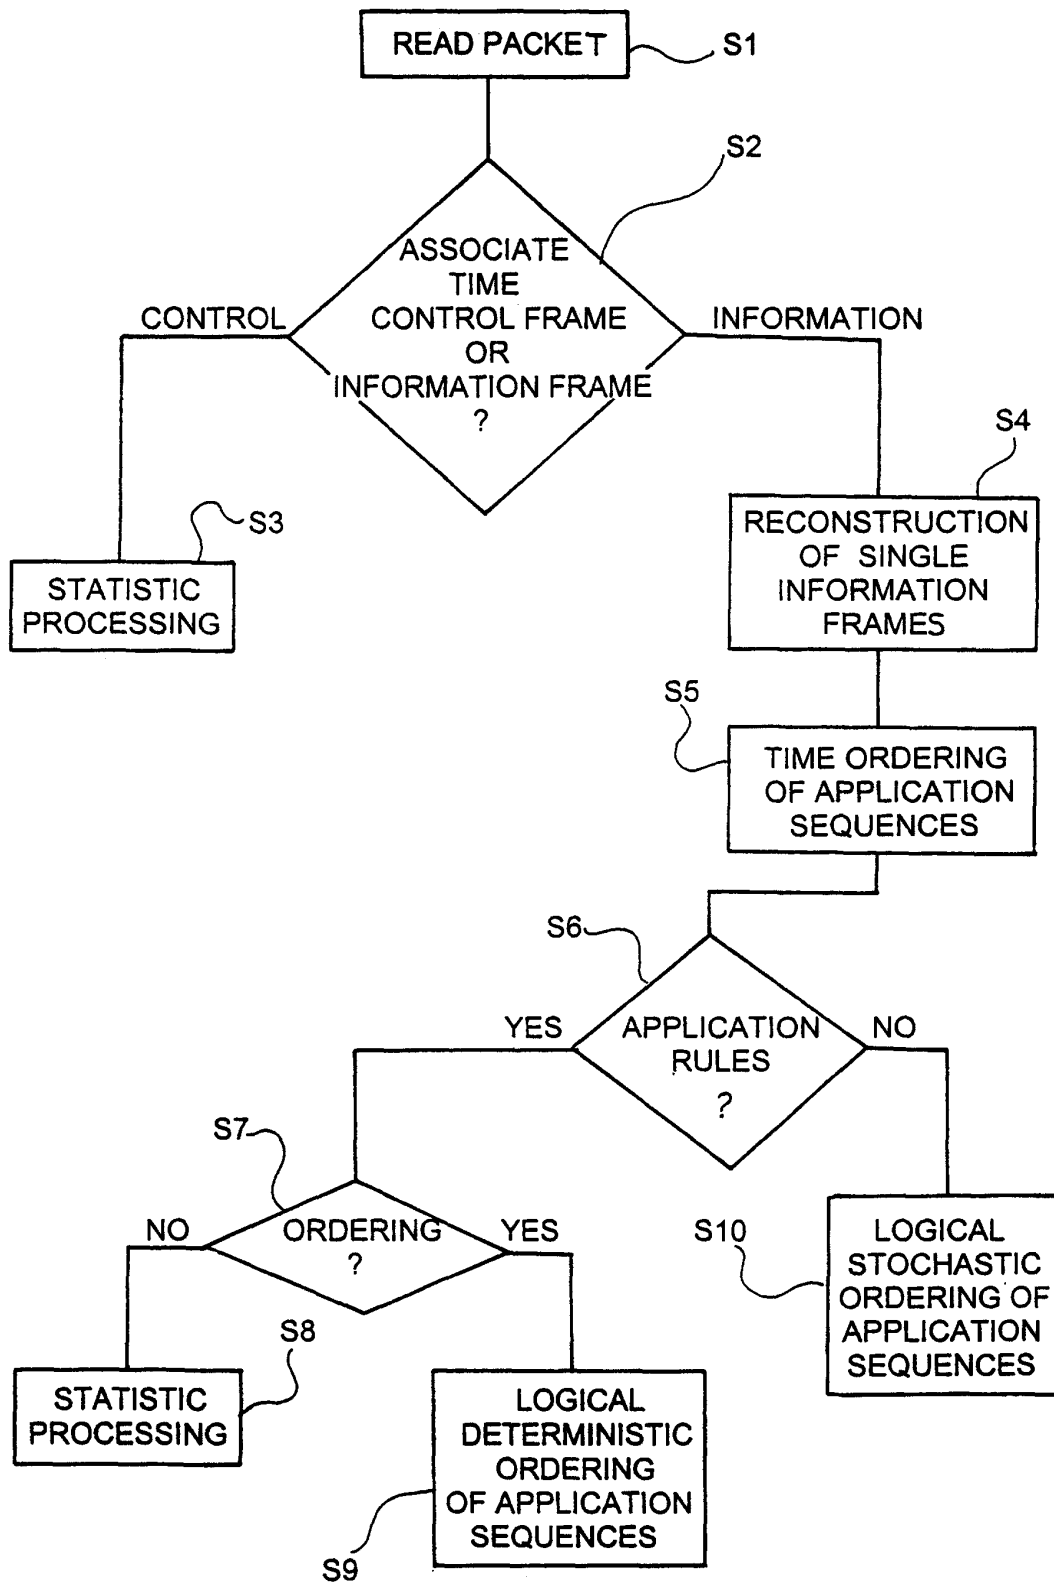 READ PACKET
S1
S2
ASSOCIATE
TIME
CONTROL FRAME
OR
INFORMATION FRAME
?
CONTROL
INFORMATION
S3
STATISTIC
PROCESSING
S4
RECONSTRUCTION
OF SINGLE
INFORMATION
FRAMES
S5
TIME ORDERING
OF APPLICATION
SEQUENCES
S6
APPLICATION
RULES
?
YES
NO
S7
ORDERING
?
NO
YES
S8
STATISTIC
PROCESSING
S9
LOGICAL
DETERMINISTIC
ORDERING
OF APPLICATION
SEQUENCES
S10
LOGICAL
STOCHASTIC
ORDERING OF
APPLICATION
SEQUENCES